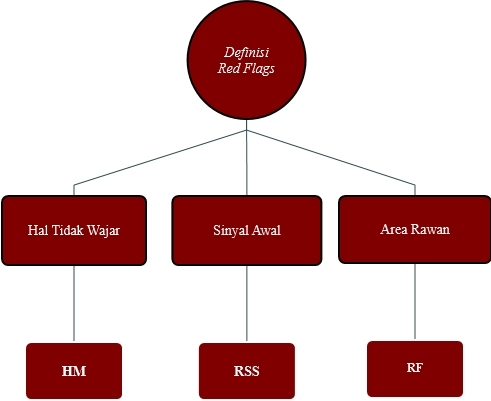 Definisi
Red Flags
Hal Tidak Wajar
Sinyal Awal
Area Rawan
HM
RSS
RF